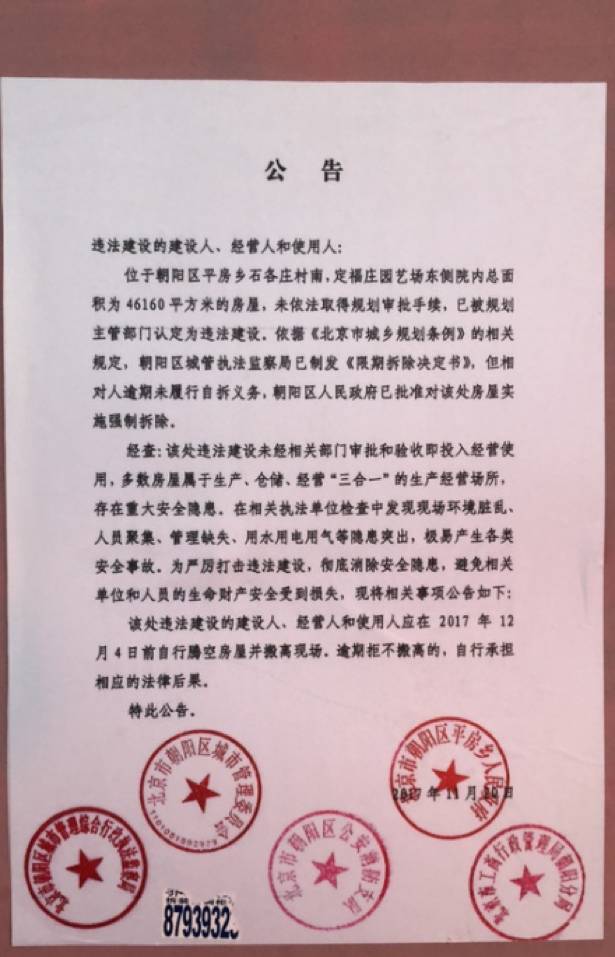 公 告
违法建设的建设人、经营人和使用人：
位于朝阳区平房乡石各庄村南，定福庄园艺场东侧院内总面
积为 46160 平方米的房屋，未依法取得规划审批手续，已被规划
主管部门认定为违法建设。依据《北京市城乡规划条例》的相关
规定，朝阳区城管执法监察局已制发《限期拆除决定书》，但相
对人逾期未履行自拆义务，朝阳区人民政府已批准对该处房屋实
施强制拆除。
经查：该处违法建设未经相关部门审批和验收即投入经营使
用，多数房屋属于生产、仓储、经营“三合一”的生产经营场所，
存在重大安全隐患。在相关执法单位检查中发现现场环境脏乱、
人员聚集、管理缺失、用水用电用气等隐患突出，极易产生各类
安全事故。为严厉打击违法建设，彻底消除安全隐患，避免相关
单位和人员的生命财产安全受到损失，现将相关事项公告如下：
该处违法建设的建设人、经营人和使用人应在 2017 年 12
月 4 日前自行腾空房屋并搬离现场。逾期拒不搬离的，自行承担
相应的法律后果。
特此公告。
北京市朝阳区城市管理委员会
北京市朝阳区平房乡人民政府
2017 年 11 月 20 日
北京市朝阳区城市管理综合行政执法监察局
北京市朝阳区公安消防支队
北京市工商行政管理局朝阳分局